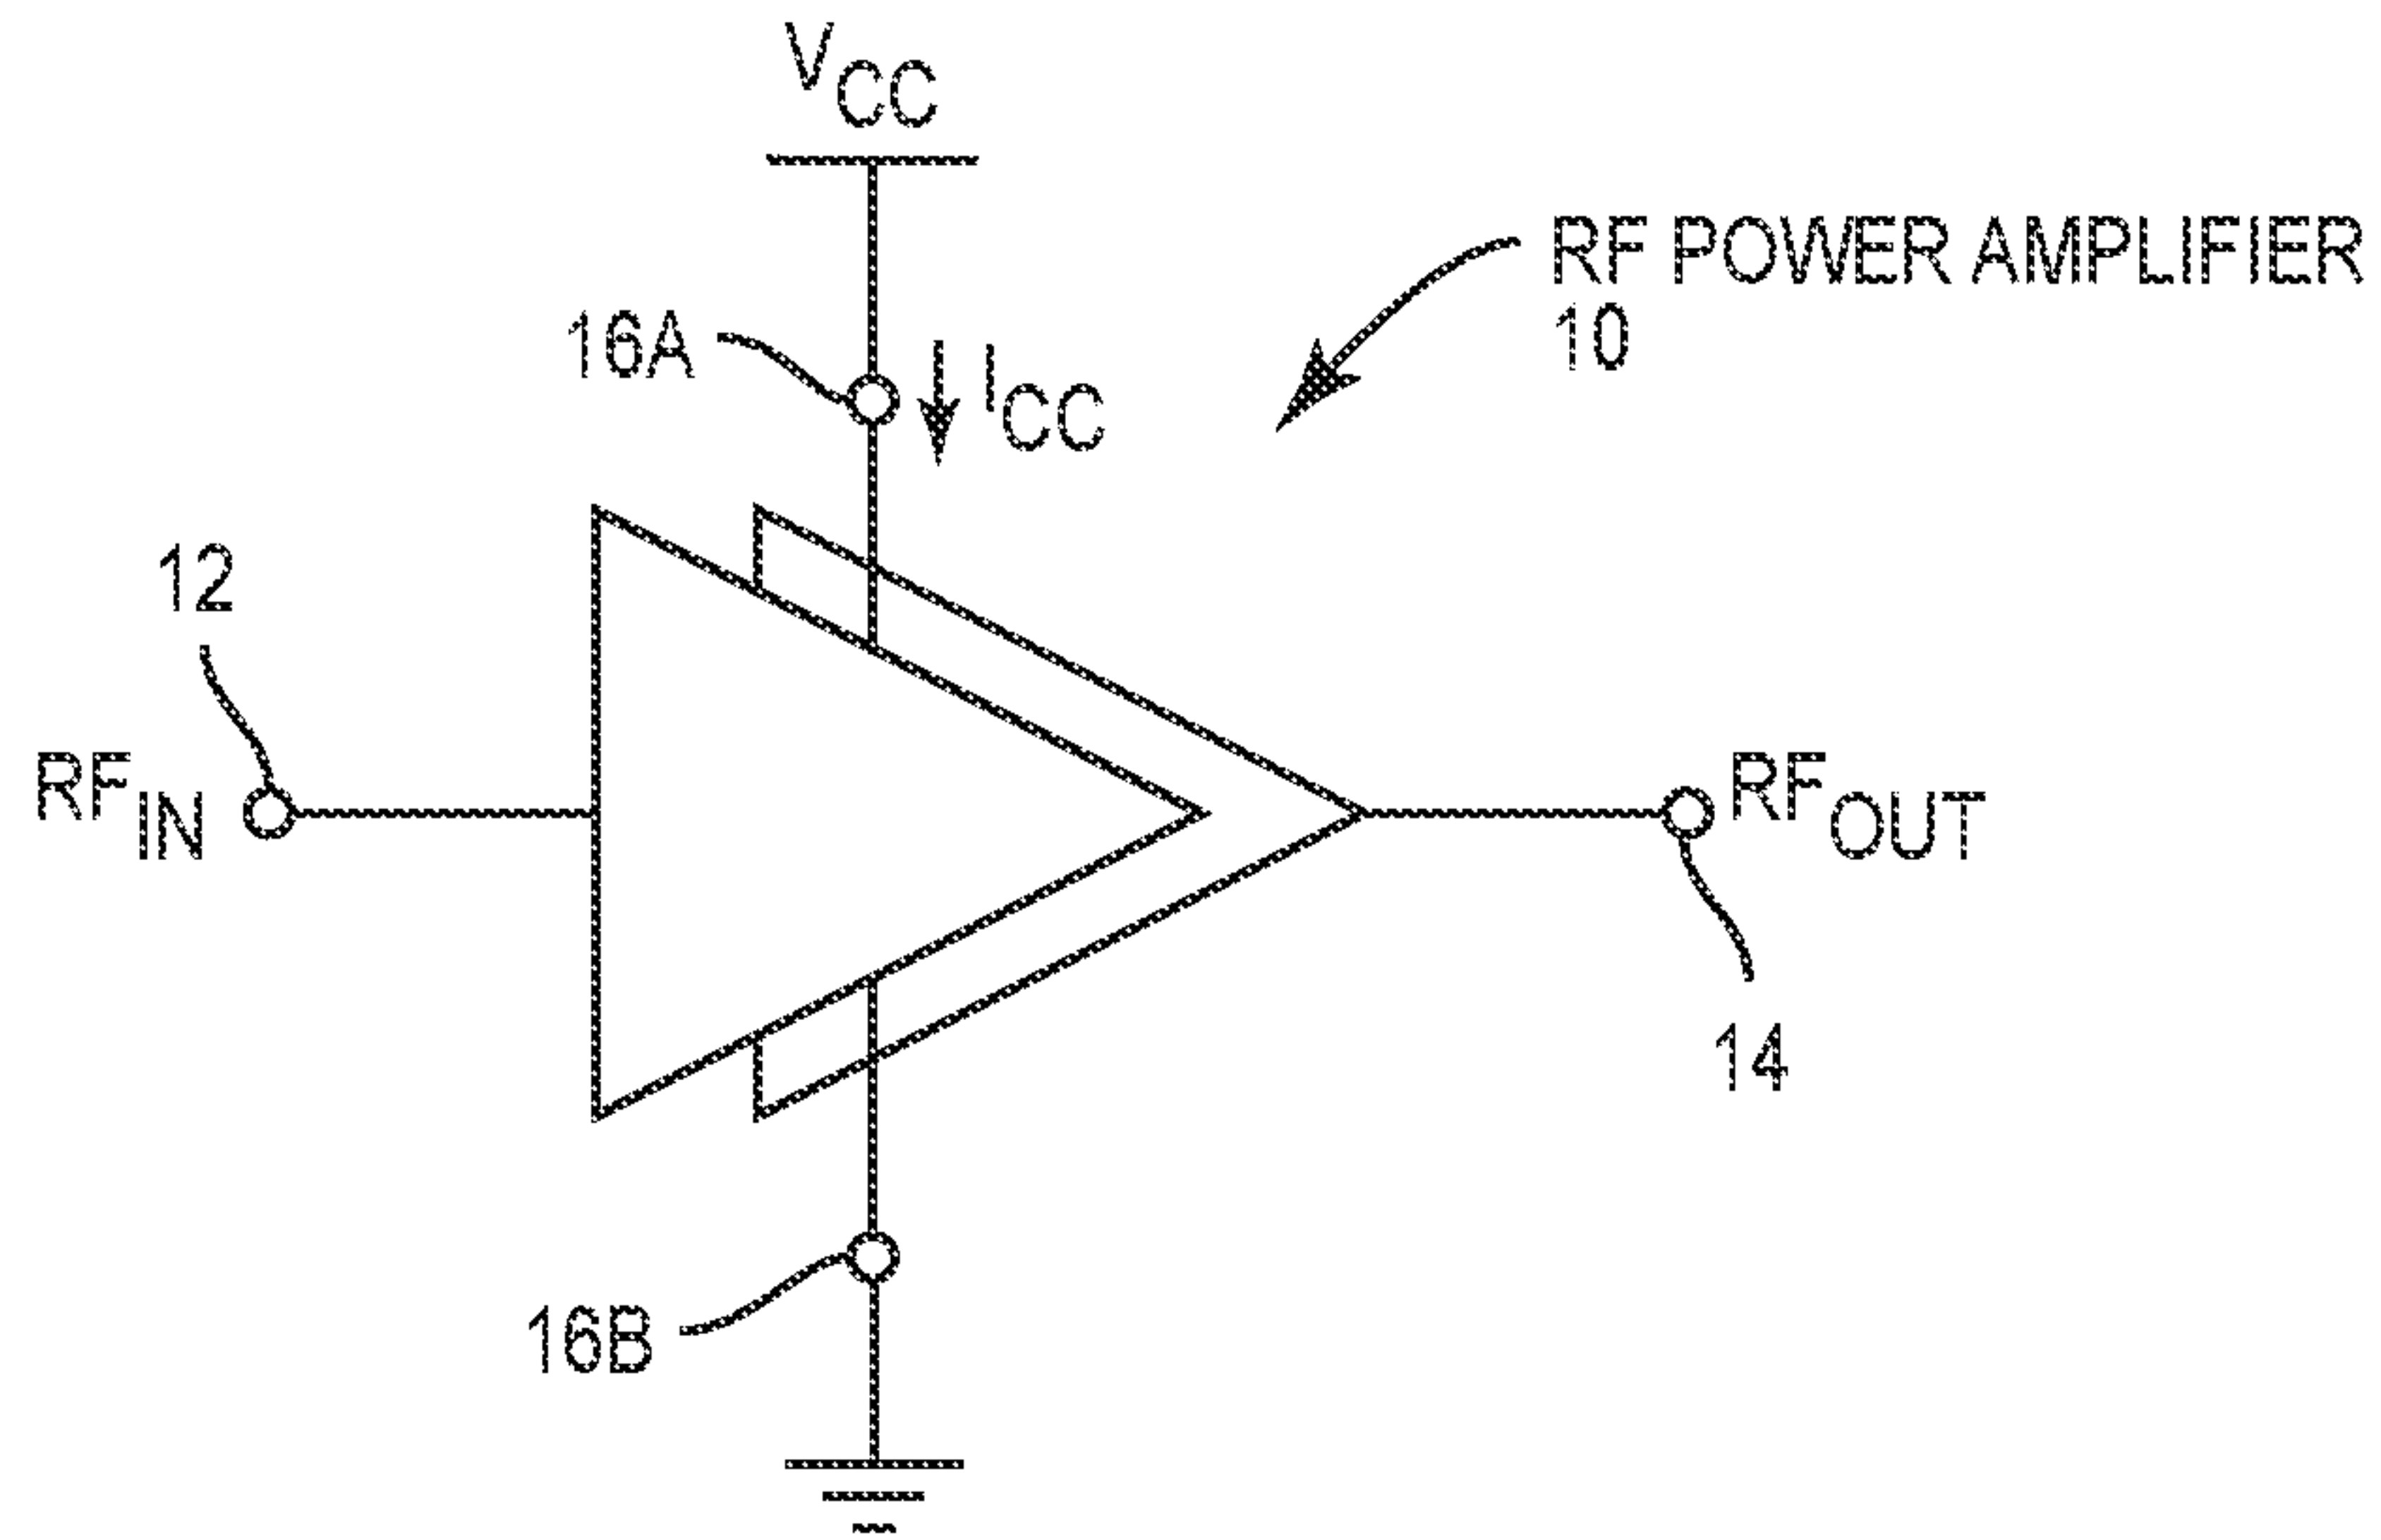 VCC
RF POWER AMPLIFIER
10
16A
ICC
12
RFIN
RFOUT
14
16B